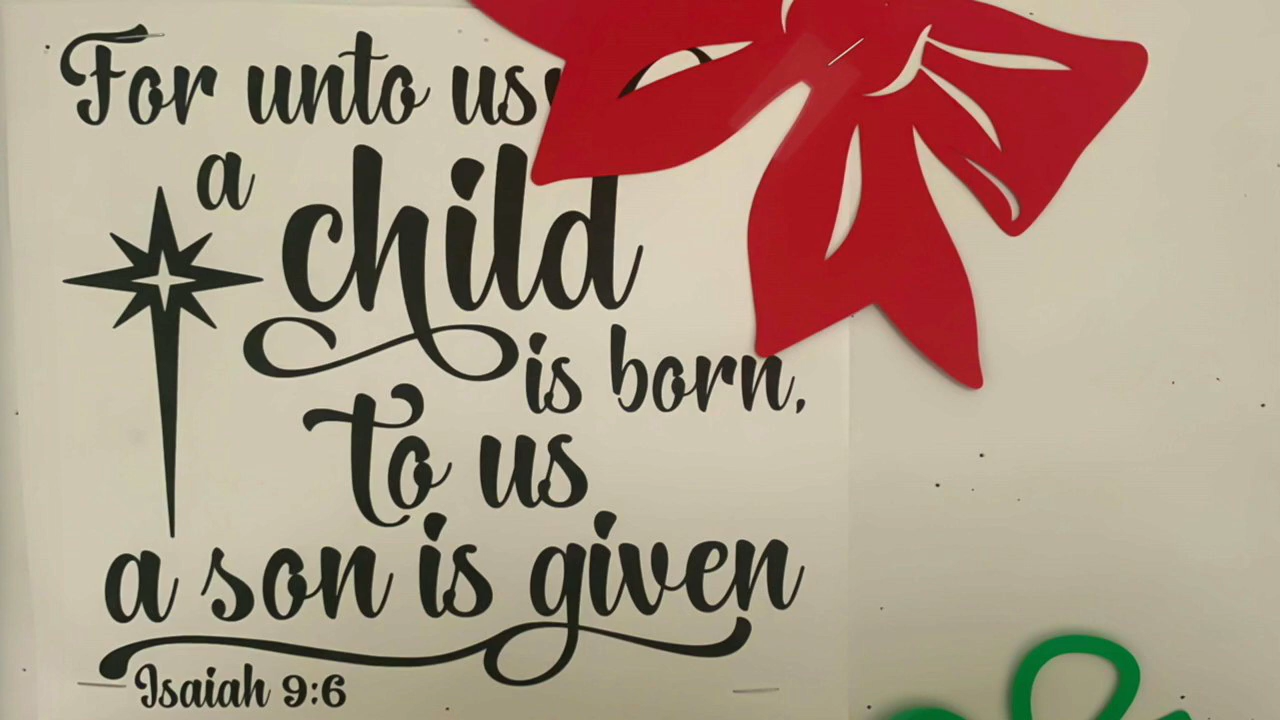 For unto us
a child
is born,
to us
a son is given
Isaiah 9:6